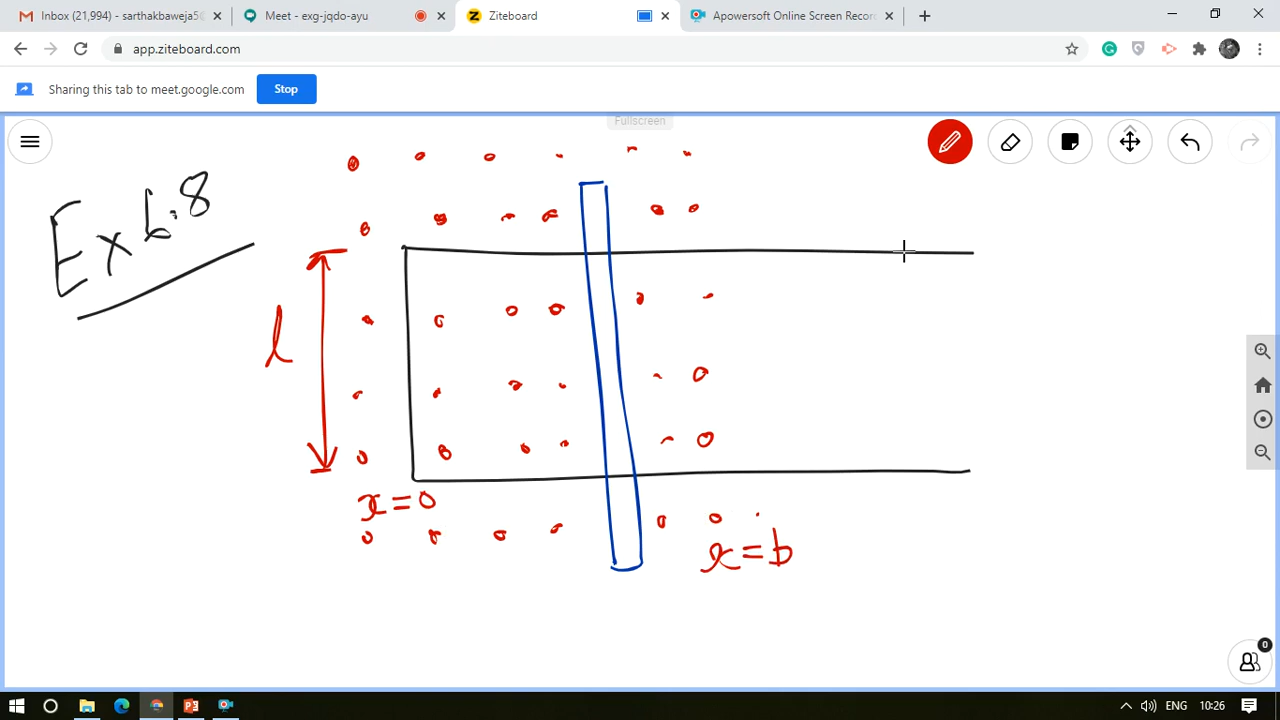 Inbox (21,994) - sarthakbaweja5
Meet - exg-jqdo-ayu
Ziteboard
Apowersoft Online Screen Recor
app.ziteboard.com
Sharing this tab to meet.google.com
Stop
Fullscreen
Ex 6.8
l
x=0
x=b
0
ENG
10:26